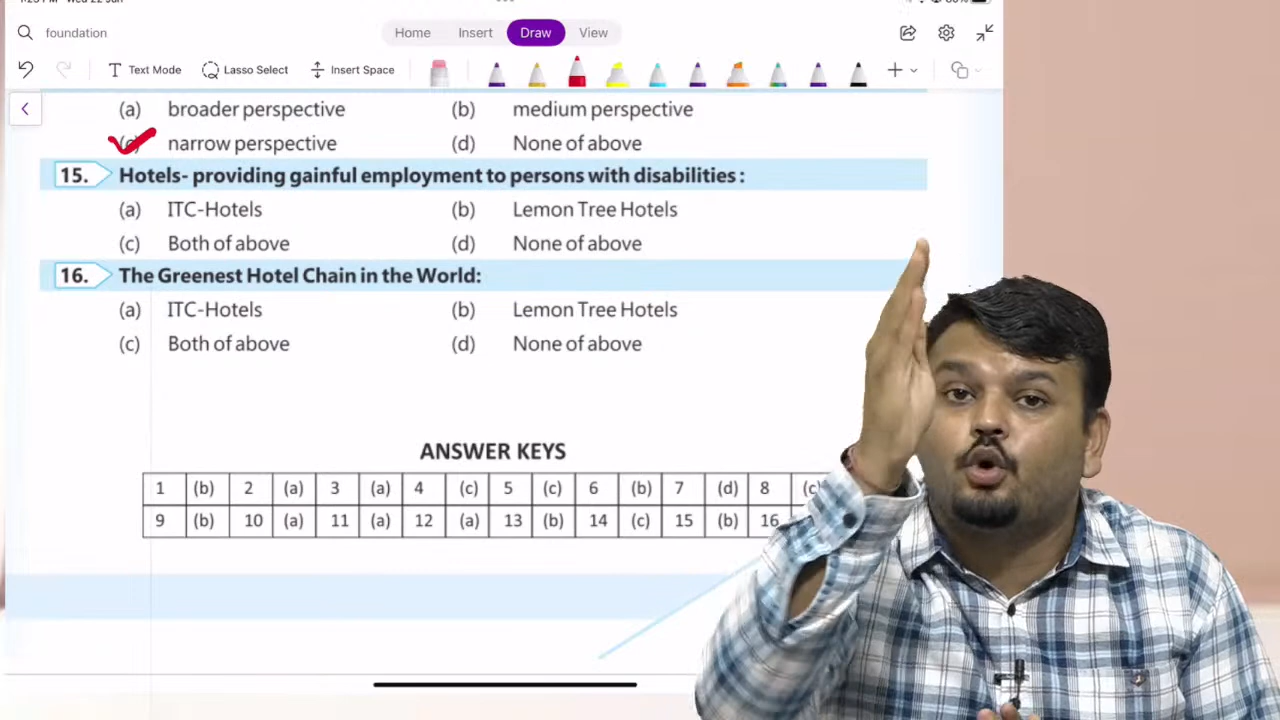 foundation
Home Insert Draw View
Text Mode Lasso Select Insert Space
(a) broader perspective (b) medium perspective
narrow perspective (d) None of above
15. Hotels- providing gainful employment to persons with disabilities :
(a) ITC-Hotels (b) Lemon Tree Hotels
(c) Both of above (d) None of above
16. The Greenest Hotel Chain in the World:
(a) ITC-Hotels (b) Lemon Tree Hotels
(c) Both of above (d) None of above
ANSWER KEYS
1 (b) 2 (a) 3 (a) 4 (c) 5 (c) 6 (b) 7 (d) 8 (c)
9 (b) 10 (a) 11 (a) 12 (a) 13 (b) 14 (c) 15 (b) 16